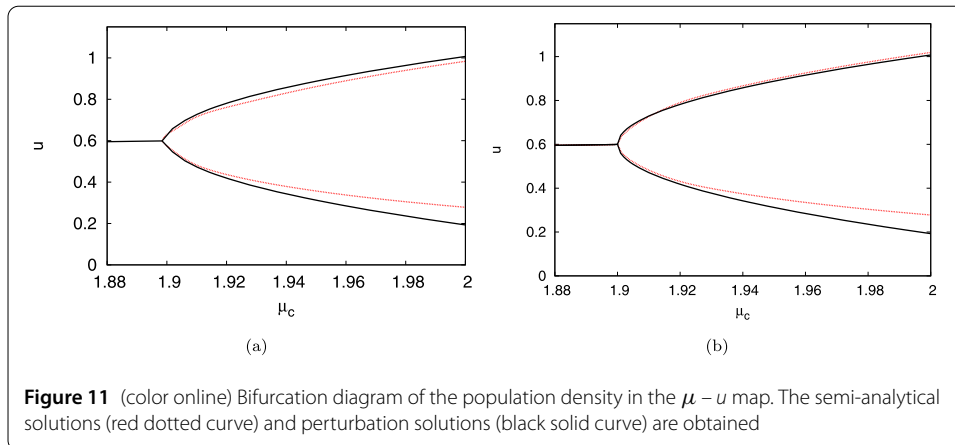 1
0.8
0.6
0.4
0.2
0
u
1.88 1.9 1.92 1.94 1.96 1.98 2
μc
(a)
1
0.8
0.6
0.4
0.2
0
u
1.88 1.9 1.92 1.94 1.96 1.98 2
μc
(b)
Figure 11 (color online) Bifurcation diagram of the population density in the μ – u map. The semi-analytical
solutions (red dotted curve) and perturbation solutions (black solid curve) are obtained